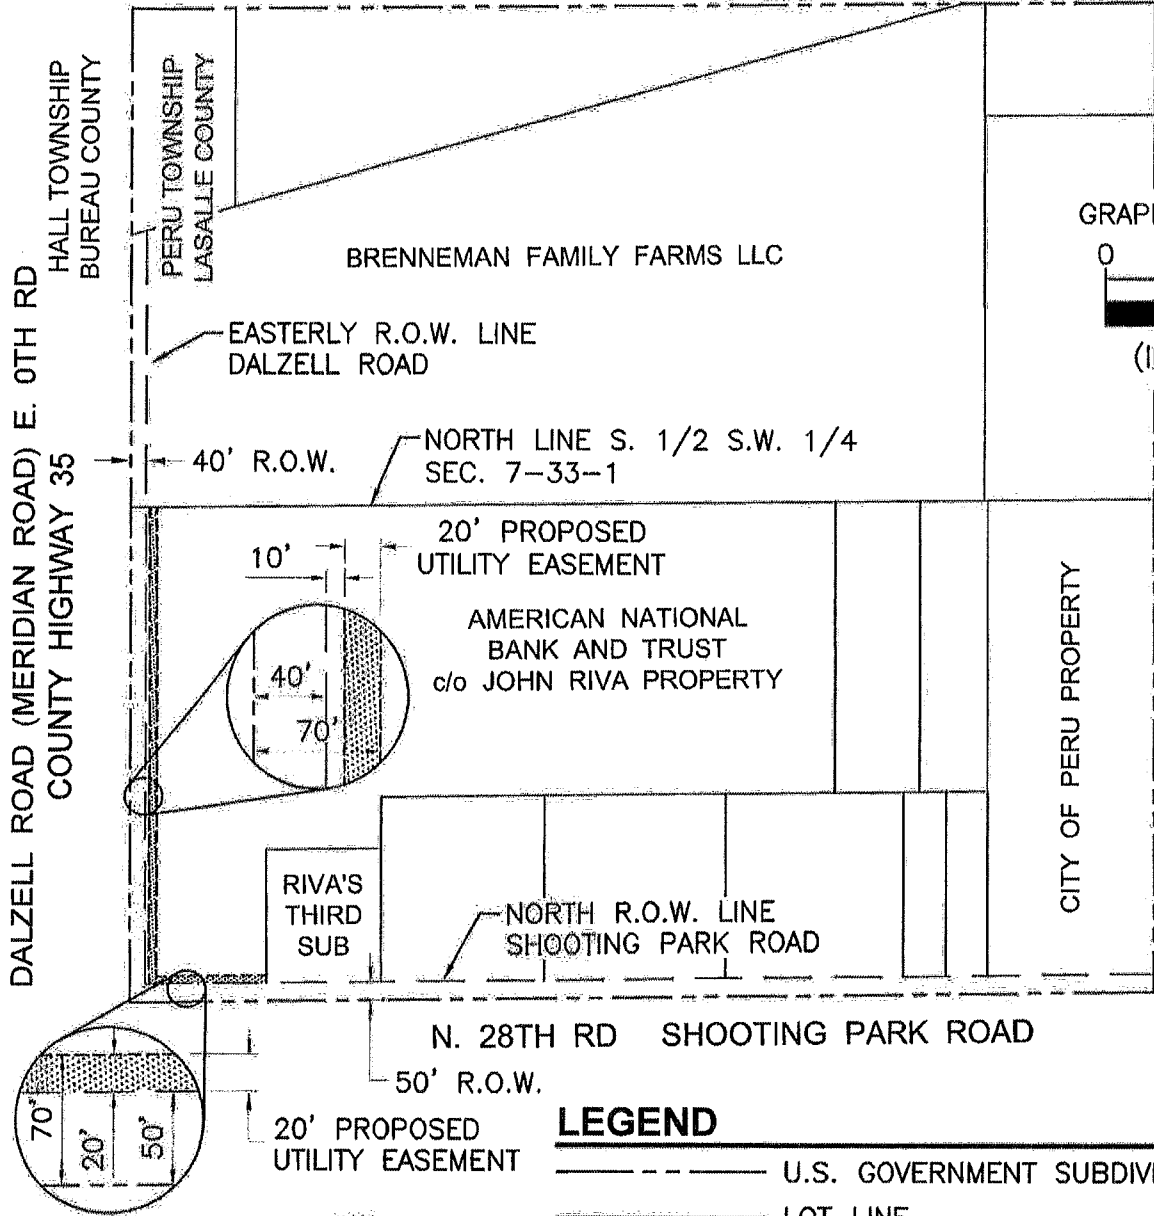 HALL TOWNSHIP
BUREAU COUNTY
PERU TOWNSHIP
LASALLE COUNTY
BRENNEMAN FAMILY FARMS LLC
0
EASTERLY R.O.W. LINE
DALZELL ROAD
DALZELL ROAD (MERIDIAN ROAD) E. 0TH RD
COUNTY HIGHWAY 35
40' R.O.W.
NORTH LINE S. 1/2 S.W. 1/4
SEC. 7-33-1
20' PROPOSED
UTILITY EASEMENT
10'
40'
70'
AMERICAN NATIONAL
BANK AND TRUST
c/o JOHN RIVA PROPERTY
CITY OF PERU PROPERTY
RIVA'S
THIRD
SUB
NORTH R.O.W. LINE
SHOOTING PARK ROAD
N. 28TH RD SHOOTING PARK ROAD
50' R.O.W.
70'
20'
50'
20' PROPOSED
UTILITY EASEMENT
LEGEND
U.S. GOVERNMENT
LOT LINE